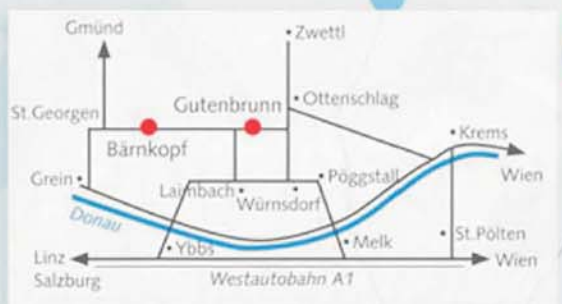 Gmünd
Zwettl
Gutenbrunn
Ottenschlag
St.Georgen
Bärnkopf
Krems
Wien
Grein
Laimbach
Pöggstall
Würnsdorf
Donau
Ybbs
Melk
St.Pölten
Linz
Salzburg
Westautobahn A1
Wien